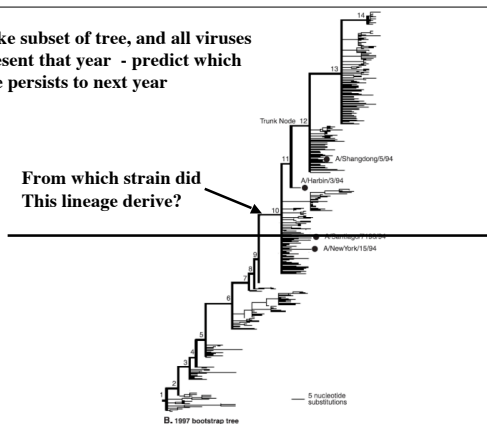 ke subset of tree, and all viruses
esent that year - predict which
e persists to next year
14
13
Trunk Node 12
A/Shangdong/5/94
11
A/Harbin/3/94
From which strain did
This lineage derive?
10
A/Santiago/7198/94
A/NewYork/15/94
9
8
7
6
5
4
3
2
1
5 nucleotide
substitutions
B. 1997 bootstrap tree